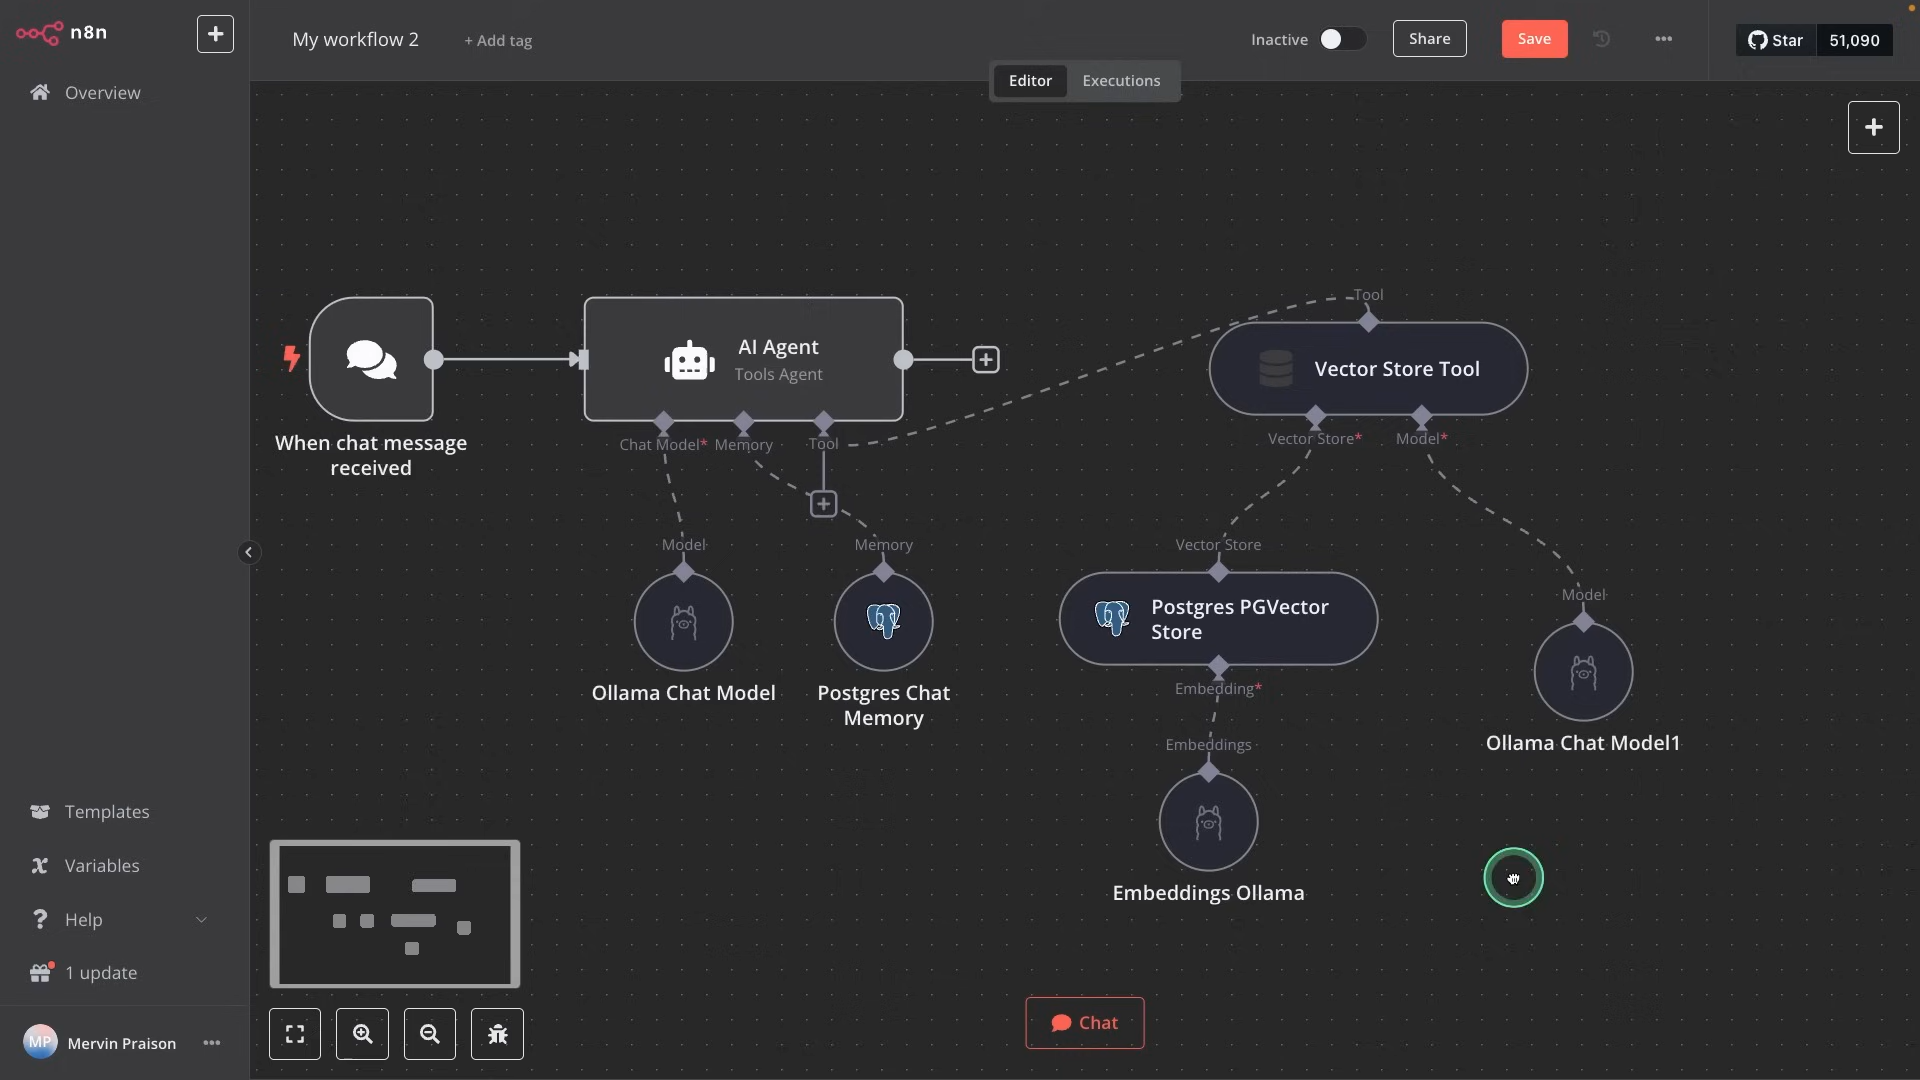 n8n
My workflow 2
+ Add tag
Inactive
Share
Save
Star
51,090
Editor
Executions
Overview
Tool
AI Agent
Tools Agent
Vector Store Tool
When chat message
received
Chat Model*
Memory
Tool
Vector Store*
Model*
Model
Memory
Vector Store
Postgres PGVector
Store
Model
Ollama Chat Model
Postgres Chat
Memory
Embedding*
Embeddings
Ollama Chat Model1
Embeddings Ollama
Templates
Variables
Help
1 update
MP
Mervin Praison
Chat